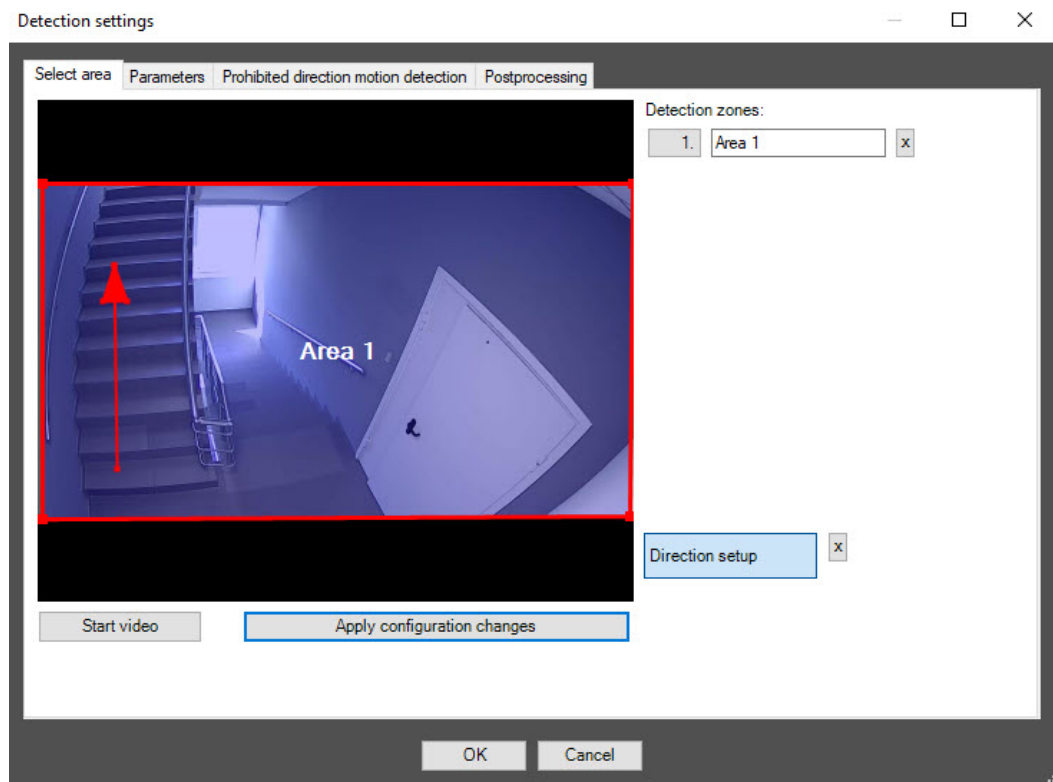 Detection settings
Select area
Parameters
Prohibited direction motion detection
Postprocessing
Detection zones:
1.
Area 1
x
Area 1
Direction setup
x
Start video
Apply configuration changes
OK
Cancel